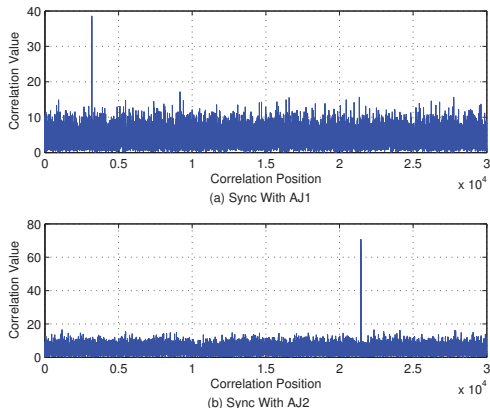 40
30
20
10
0
Correlation Value
0 0.5 1 1.5 2 2.5 3
Correlation Position
x 10^4
(a) Sync With AJ1
80
60
40
20
0
Correlation Value
0 0.5 1 1.5 2 2.5 3
Correlation Position
x 10^4
(b) Sync With AJ2